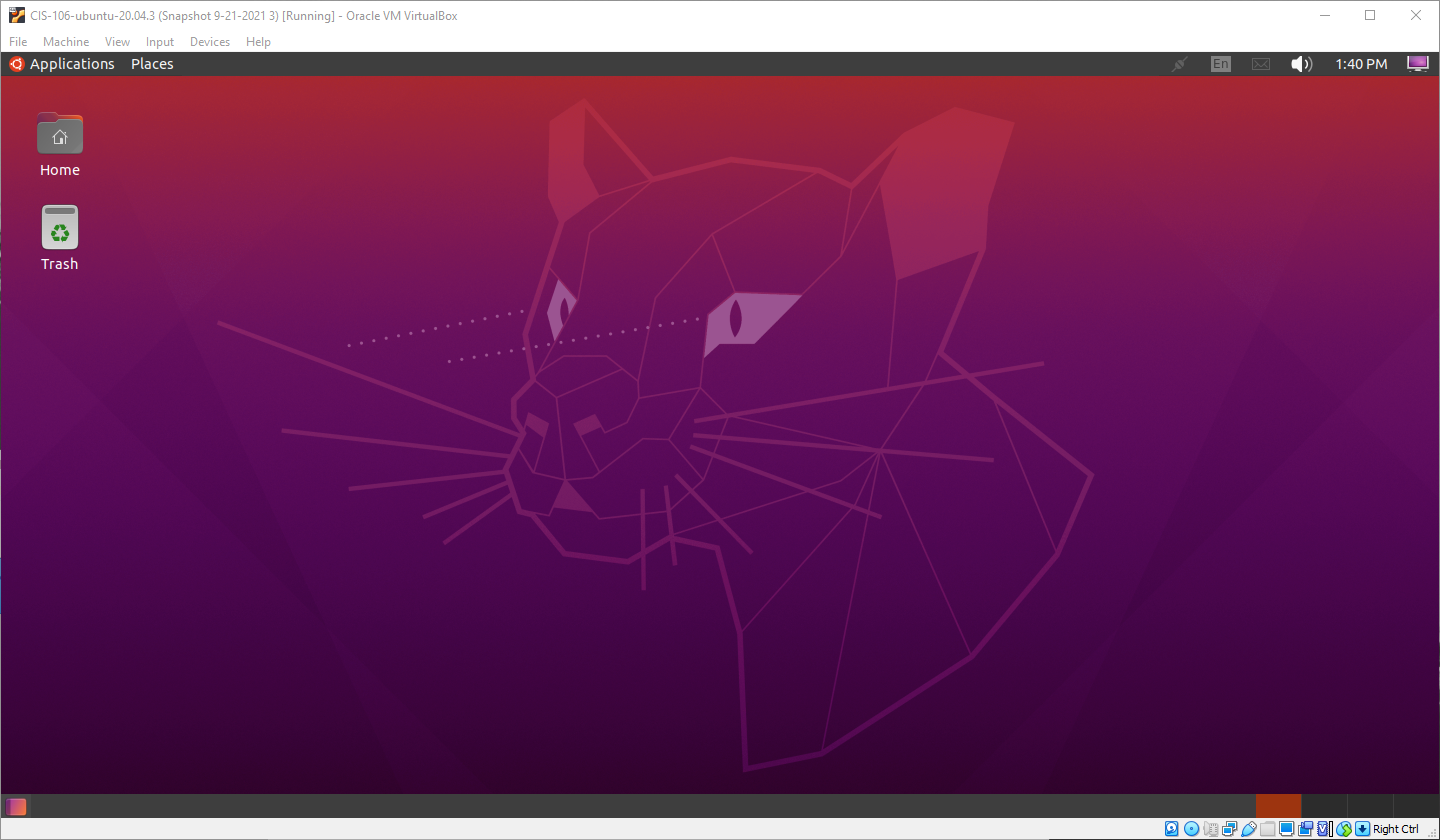 CIS-106-ubuntu-20.04.3 (Snapshot 9-21-2021 3) [Running] - Oracle VM VirtualBox
File Machine View Input Devices Help
Applications Places En 1:40 PM
Home
Trash
Right Ctrl